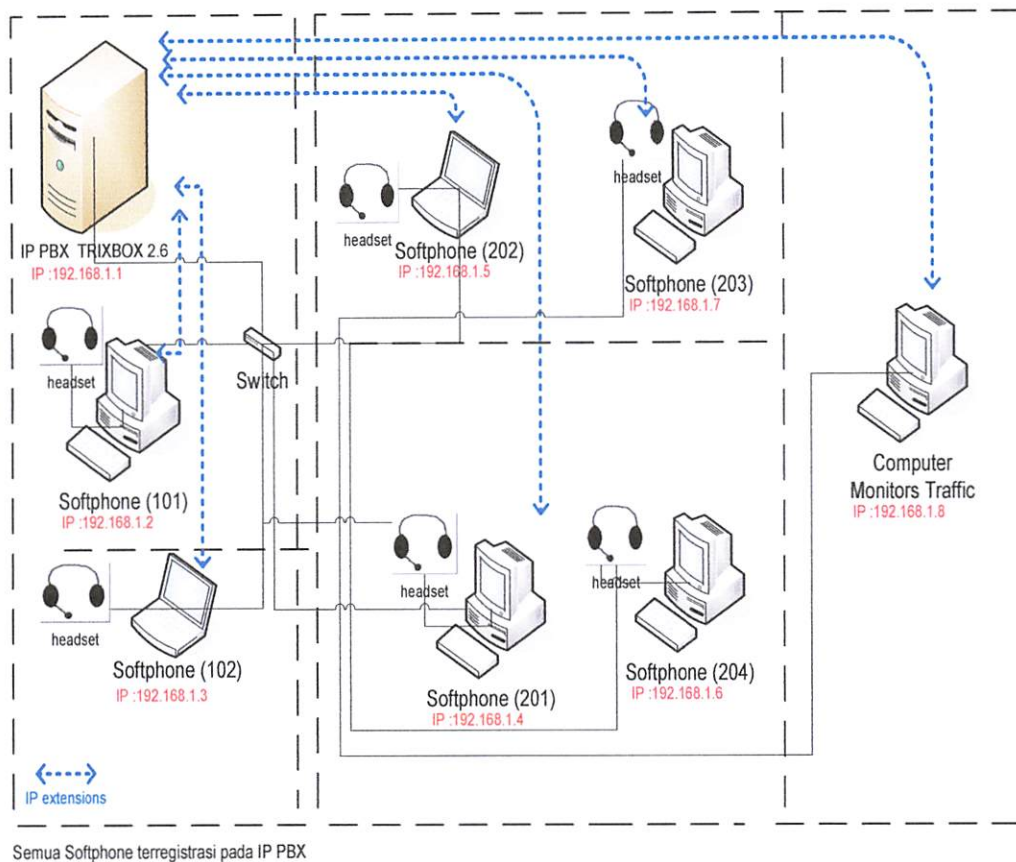 IP PBX TRIXBOX 2.6
IP :192.168.1.1
headset
Softphone (101)
IP :192.168.1.2
Switch
headset
Softphone (102)
IP :192.168.1.3
headset
Softphone (202)
IP :192.168.1.5
headset
Softphone (203)
IP :192.168.1.7
headset
Softphone (201)
IP :192.168.1.4
headset
Softphone (204)
IP :192.168.1.6
Computer
Monitors Traffic
IP :192.168.1.8
IP extensions
Semua Softphone terregistrasi pada IP PBX